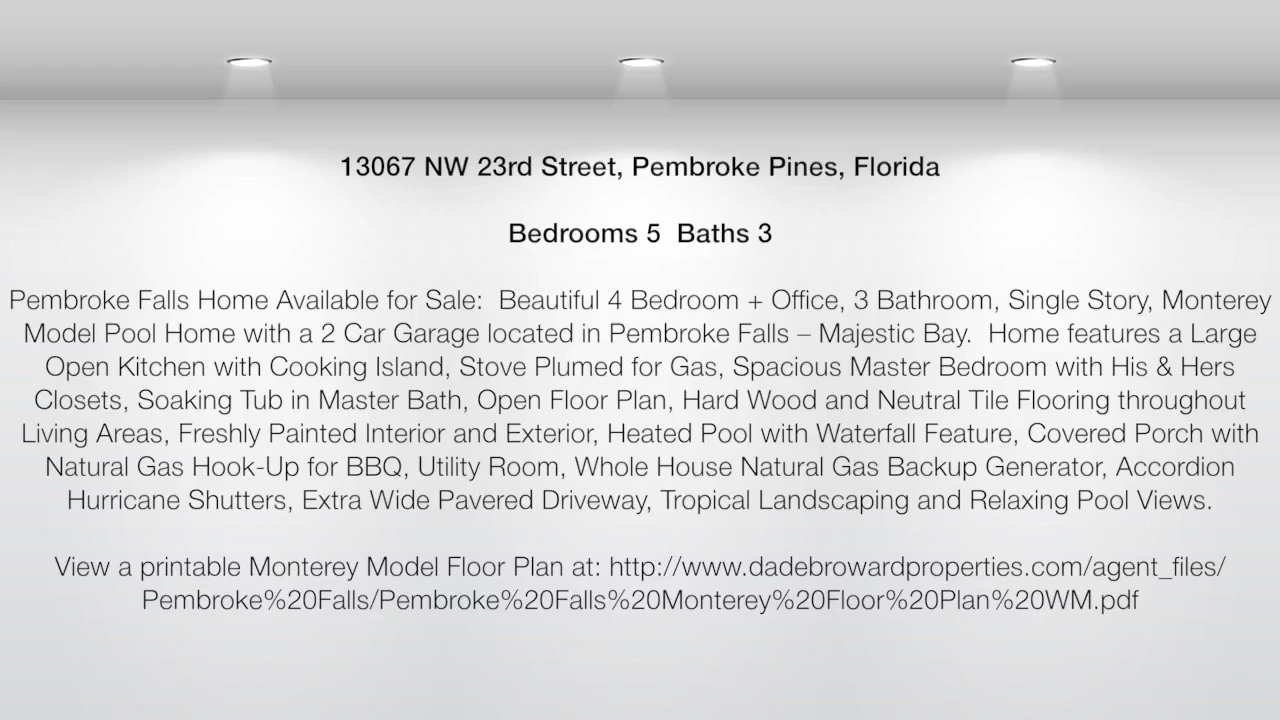 13067 NW 23rd Street, Pembroke Pines, Florida
Bedrooms 5  Baths 3
Pembroke Falls Home Available for Sale:  Beautiful 4 Bedroom + Office, 3 Bathroom, Single Story, Monterey
Model Pool Home with a 2 Car Garage located in Pembroke Falls – Majestic Bay.  Home features a Large
Open Kitchen with Cooking Island, Stove Plumed for Gas, Spacious Master Bedroom with His & Hers
Closets, Soaking Tub in Master Bath, Open Floor Plan, Hard Wood and Neutral Tile Flooring throughout
Living Areas, Freshly Painted Interior and Exterior, Heated Pool with Waterfall Feature, Covered Porch with
Natural Gas Hook-Up for BBQ, Utility Room, Whole House Natural Gas Backup Generator, Accordion
Hurricane Shutters, Extra Wide Pavered Driveway, Tropical Landscaping and Relaxing Pool Views.
View a printable Monterey Model Floor Plan at: http://www.dadebrowardproperties.com/agent_files/
Pembroke%20Falls/Pembroke%20Falls%20Monterey%20Floor%20Plan%20WM.pdf